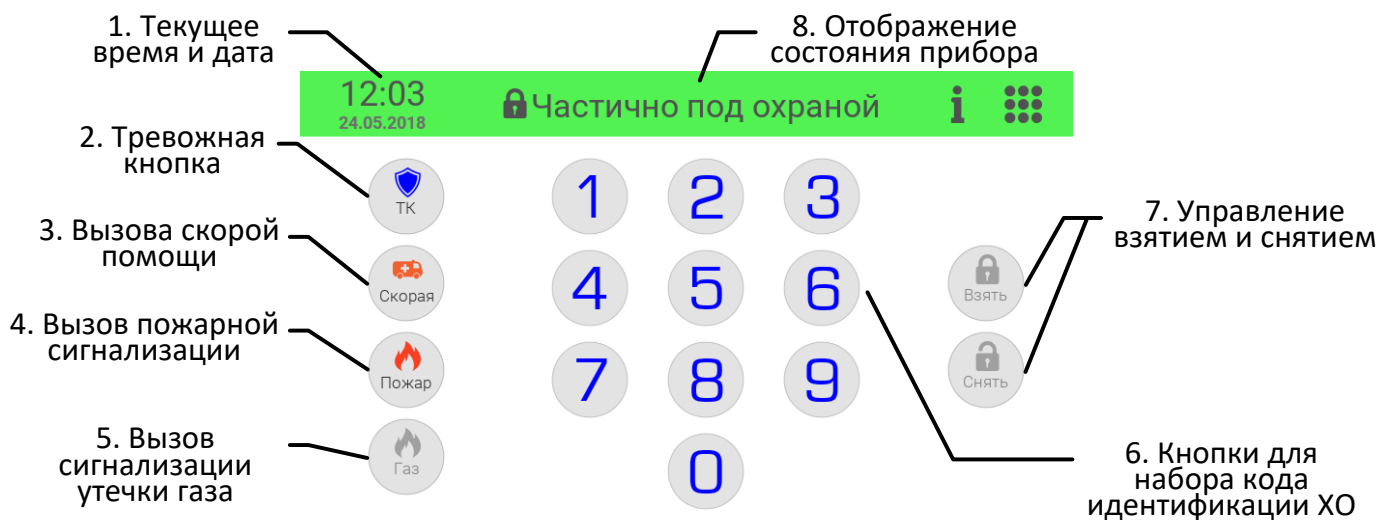 1. Текущее
время и дата
8. Отображение
состояния прибора
12:03
24.05.2018
Частично под охраной
i
2. Тревожная
кнопка
ТК
1
2
3
3. Вызова скорой
помощи
Скорая
4
5
6
Взять
7. Управление
взятием и снятием
4. Вызов пожарной
сигнализации
Пожар
7
8
9
Снять
5. Вызов
сигнализации
утечки газа
Газ
0
6. Кнопки для
набора кода
идентификации ХО